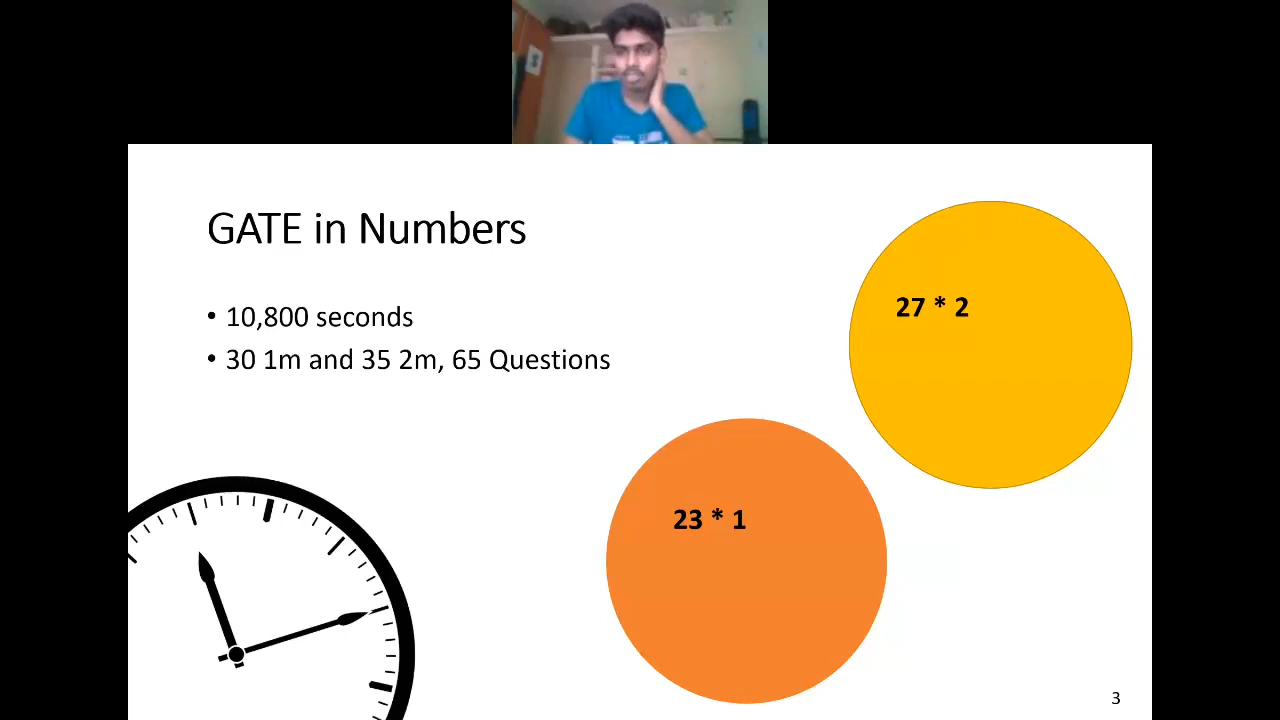 GATE in Numbers
• 10,800 seconds
• 30 1m and 35 2m, 65 Questions
27 * 2
23 * 1
3